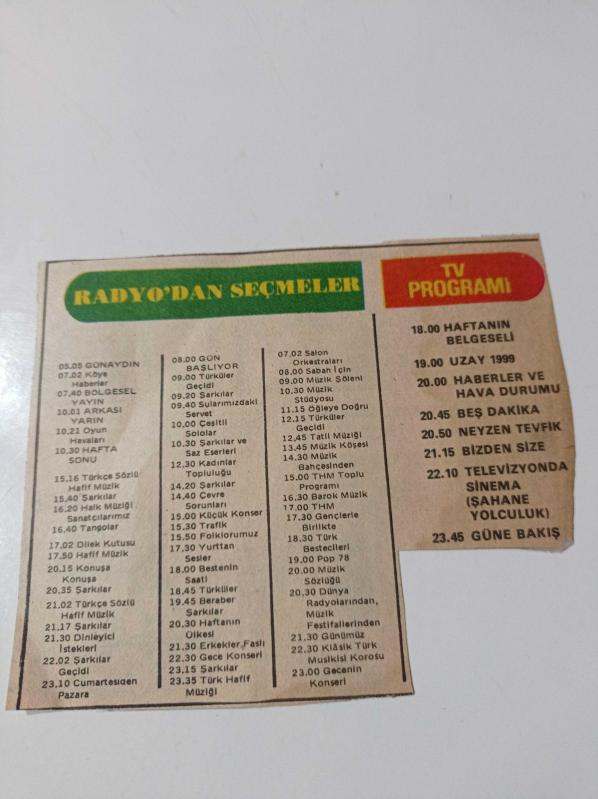 RADYO'DAN SEÇMELER
05.05 GÜNAYDIN
07.02 Köye
Haberler
07.40 BÖLGESEL
YAYIN
10.01 ARKASI
YARIN
10.21 Oyun
Havaları
10.30 HAFTA
SONU
15.16 Türkçe Sözlü
Hafif Müzik
15.40 Şarkılar
16.20 Halk Müziği
Sanatçılarımız
16.40 Tangolar
17.02 Dilek Kutusu
17.50 Hafif Müzik
20.15 Konuşa
Konuşa
20.35 Şarkılar
21.02 Türkçe Sözlü
Hafif Müzik
21.17 Şarkılar
21.30 Dinleyici
İstekleri
22.02 Şarkılar
Geçidi
23.10 Cumartesiden
Pazara
08.00 GÜN
BAŞLIYOR
09.00 Türküler
Geçidi
09.20 Şarkılar
09.40 Sularımızdaki
Servet
10.00 Çeşitli
Sololar
10.30 Şarkılar ve
Saz Eserleri
12.30 Kadınlar
Topluluğu
14.20 Şarkılar
14.40 Çevre
Sorunları
15.00 Küçük Konser
15.30 Trafik
15.50 Folklorumuz
17.30 Yurttan
Sesler
18.00 Bestenin
Saati
18.45 Türküler
19.45 Beraber
Şarkılar
20.30 Haftanın
Ülkesi
21.30 Erkekler Faslı
22.30 Gece Konseri
23.15 Şarkılar
23.35 Türk Hafif
Müziği
07.02 Salon
Orkestraları
08.00 Sabah İçin
09.00 Müzik Şöleni
10.30 Müzik
Stüdyosu
11.15 Öğleye Doğru
12.15 Türküler
Geçidi
12.45 Tatil Müziği
13.45 Müzik Köşesi
14.30 Müzik
Bahçesinden
15.00 THM Toplu
Programı
16.30 Barok Müzik
17.00 THM
17.30 Gençlerle
Birlikte
18.30 Türk
Bestecileri
19.00 Pop 78
20.00 Müzik
Sözlüğü
20.30 Dünya
Radyolarından,
Müzik
Festifallerinden
21.30 Günümüz
22.30 Klâsik Türk
Musikisi Korosu
23.00 Gecenin
Konseri
TV
PROGRAMI
18.00 HAFTANIN
BELGESELİ
19.00 UZAY 1999
20.00 HABERLER VE
HAVA DURUMU
20.45 BEŞ DAKİKA
20.50 NEYZEN TEVFİK
21.15 BİZDEN SİZE
22.10 TELEVİZYONDA
SİNEMA
(ŞAHANE
YOLCULUK)
23.45 GÜNE BAKIŞ